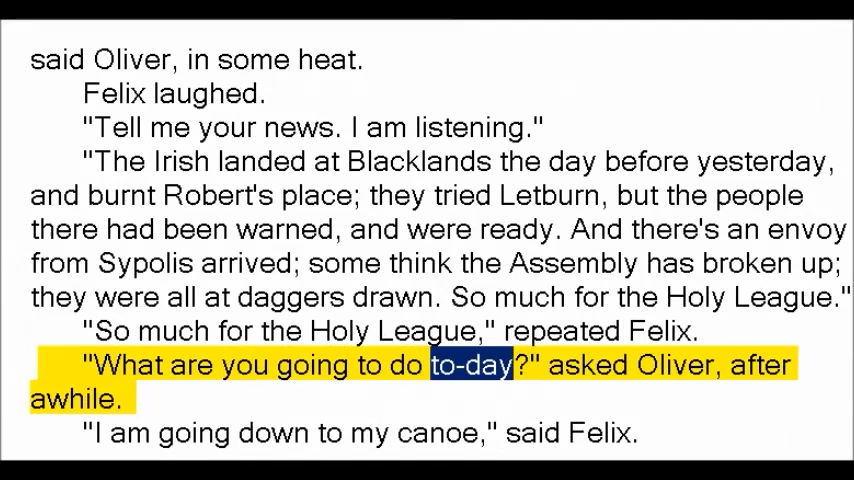 said Oliver, in some heat.
Felix laughed.
"Tell me your news. I am listening."
"The Irish landed at Blacklands the day before yesterday,
and burnt Robert's place; they tried Letburn, but the people
there had been warned, and were ready. And there's an envoy
from Sypolis arrived; some think the Assembly has broken up;
they were all at daggers drawn. So much for the Holy League."
"So much for the Holy League," repeated Felix.
"What are you going to do to-day?" asked Oliver, after
awhile.
"I am going down to my canoe," said Felix.